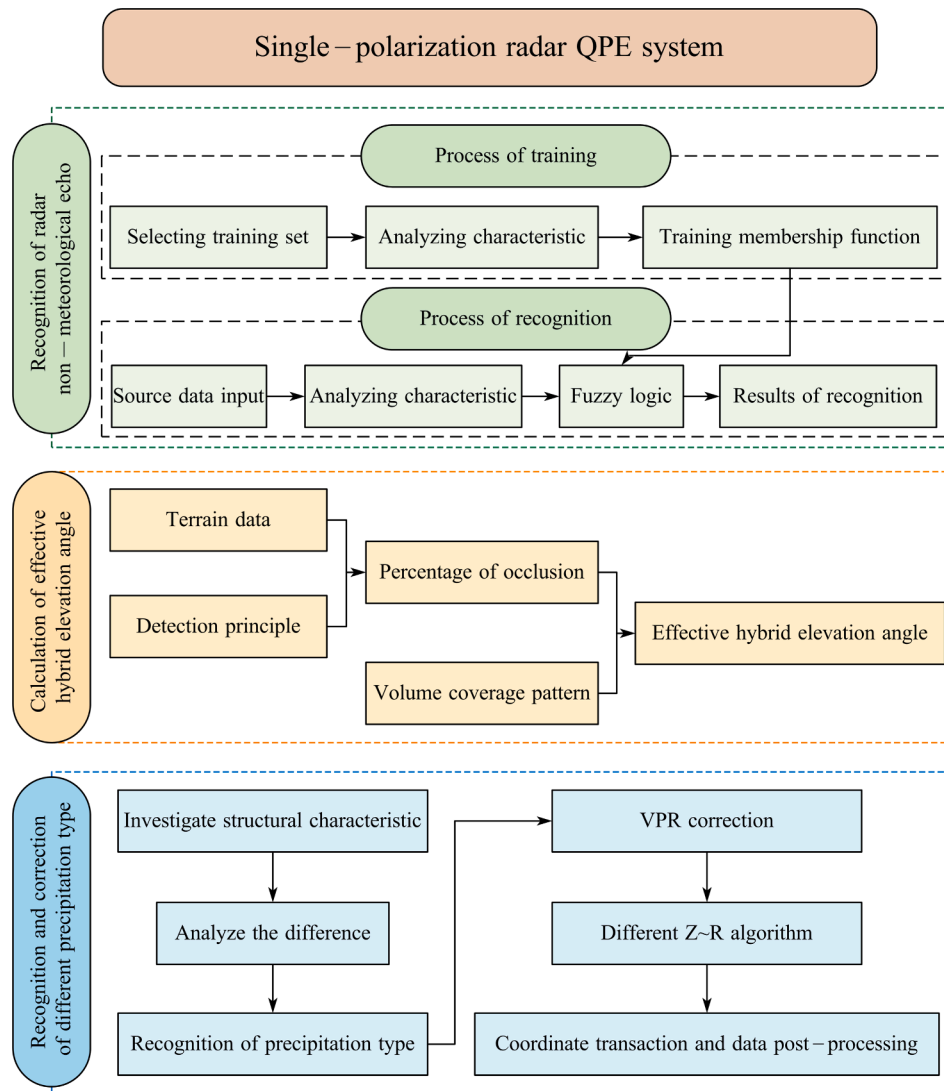 Single−polarization radar QPE system
Recognition of radar
non − meteorological echo
Process of training
Selecting training set
Analyzing characteristic
Training membership function
Process of recognition
Source data input
Analyzing characteristic
Fuzzy logic
Results of recognition
Calculation of effective
hybrid elevation angle
Terrain data
Detection principle
Percentage of occlusion
Volume coverage pattern
Effective hybrid elevation angle
Recognition and correction
of different precipitation type
Investigate structural characteristic
Analyze the difference
Recognition of precipitation type
VPR correction
Different Z~R algorithm
Coordinate transaction and data post−processing